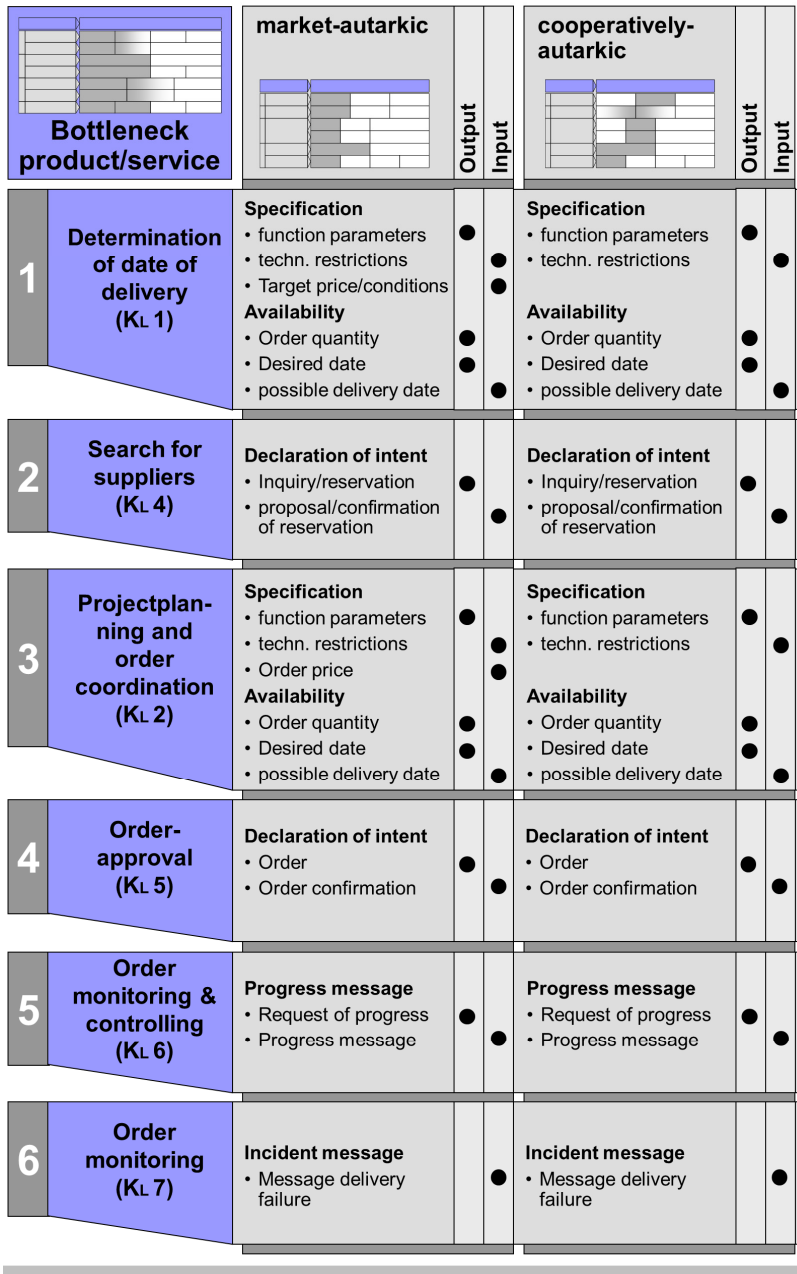 Bottleneck
product/service
market-autarkic
Output
Input
cooperatively-
autarkic
Output
Input
1
Determination
of date of
delivery
(KL 1)
Specification
• function parameters
• techn. restrictions
• Target price/conditions
Availability
• Order quantity
• Desired date
• possible delivery date
Specification
• function parameters
• techn. restrictions
Availability
• Order quantity
• Desired date
• possible delivery date
2
Search for
suppliers
(KL 4)
Declaration of intent
• Inquiry/reservation
• proposal/confirmation
of reservation
Declaration of intent
• Inquiry/reservation
• proposal/confirmation
of reservation
3
Projectplan-
ning and
order
coordination
(KL 2)
Specification
• function parameters
• techn. restrictions
• Order price
Availability
• Order quantity
• Desired date
• possible delivery date
Specification
• function parameters
• techn. restrictions
Availability
• Order quantity
• Desired date
• possible delivery date
4
Order-
approval
(KL 5)
Declaration of intent
• Order
• Order confirmation
Declaration of intent
• Order
• Order confirmation
5
Order
monitoring &
controlling
(KL 6)
Progress message
• Request of progress
• Progress message
Progress message
• Request of progress
• Progress message
6
Order
monitoring
(KL 7)
Incident message
• Message delivery
failure
Incident message
• Message delivery
failure